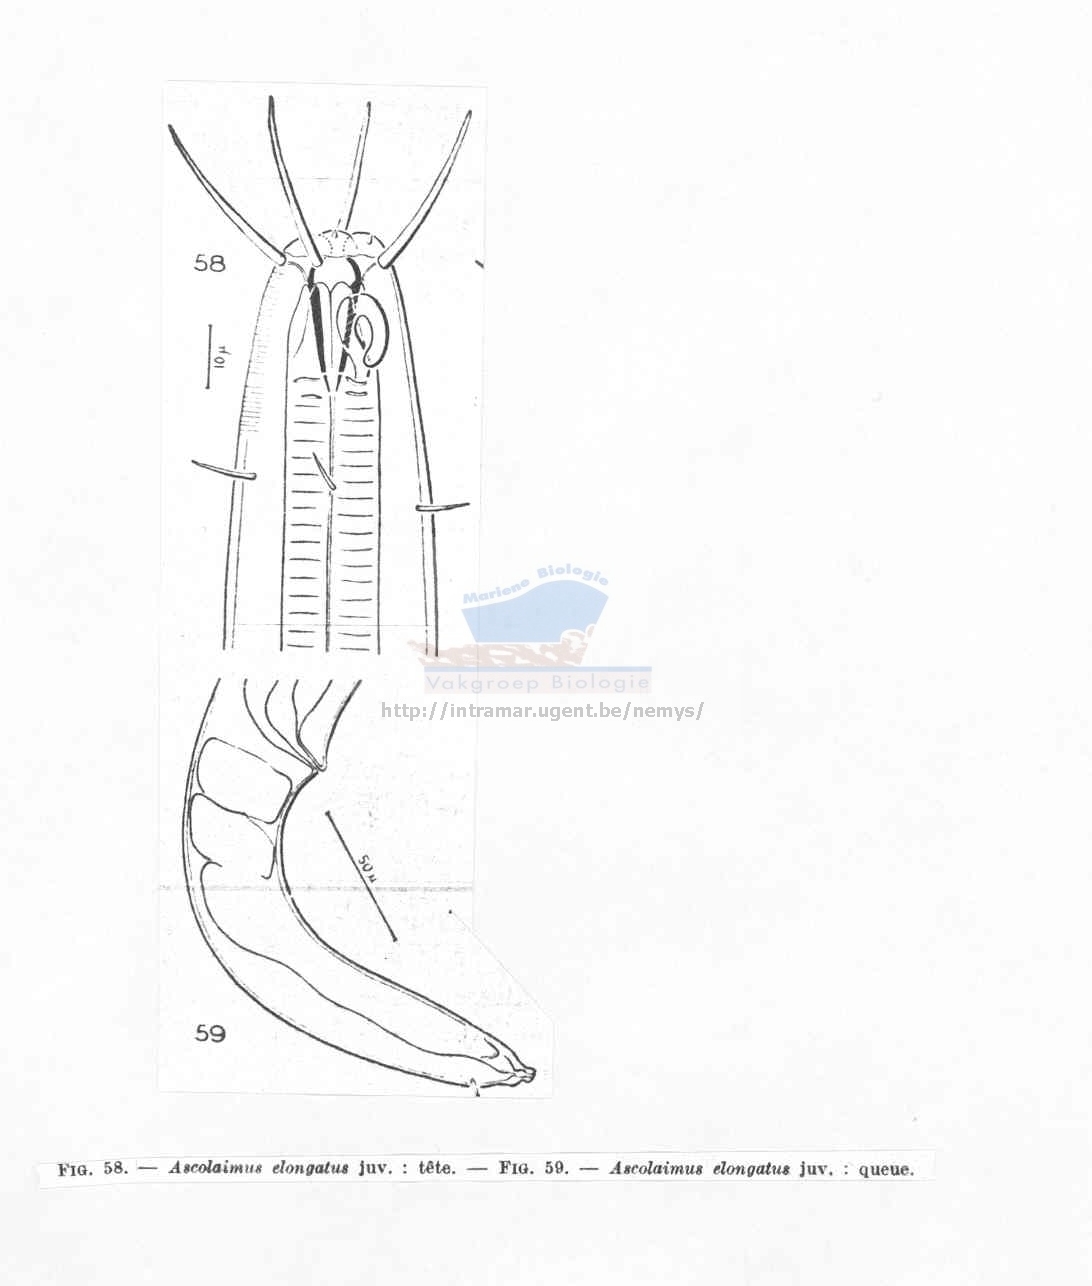 58
10 µ
Mariene Biologie
Vakgroep Biologie
http://intramar.ugent.be/nemys/
50 µ
59
FIG. 58. — Ascolaimus elongatus juv. : tête. — FIG. 59. — Ascolaimus elongatus juv. : queue.